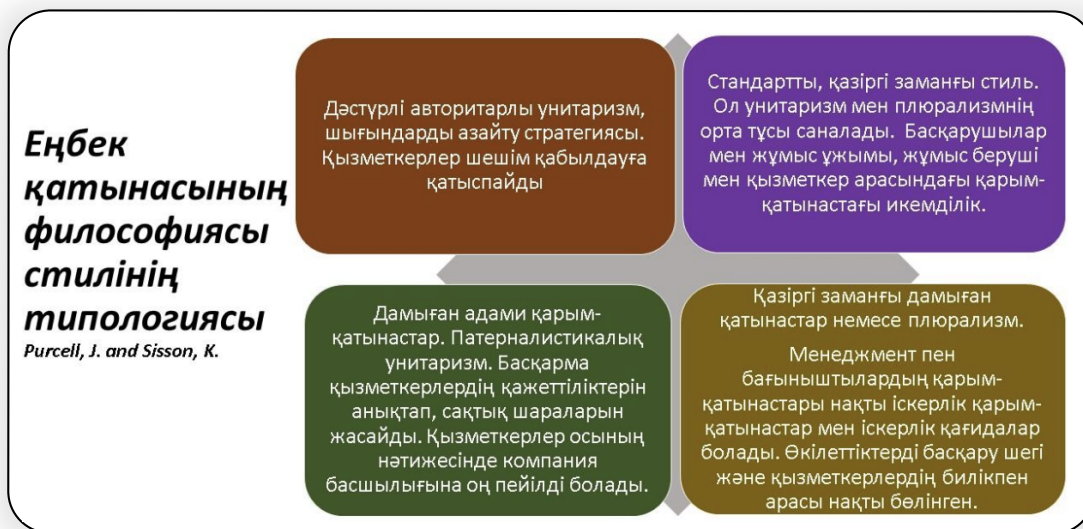 Еңбек
қатынасының
философиясы
стилінің
типологиясы
Purcell, J. and Sisson, K.
Дәстүрлі авторитарлы унитаризм,
шығындарды азайту стратегиясы.
Қызметкерлер шешім қабылдауға
қатыспайды
Стандартты, қазіргі заманғы стиль.
Ол унитаризм мен плюрализмнің
орта тұсы саналады. Басқарушылар
мен жұмыс ұжымы, жұмыс беруші
мен қызметкер арасындағы қарым-
қатынастағы икемділік.
Дамыған адами қарым-
қатынастар. Патерналистикалық
унитаризм. Басқарма
қызметкерлердің қажеттіліктерін
анықтап, сақтық шараларын
жасайды. Қызметкерлер осының
нәтижесінде компания
басшылығына оң пейілді болады.
Қазіргі заманғы дамыған
қатынастар немесе плюрализм.
Менеджмент пен
бағыныштылардың қарым-
қатынастары нақты іскерлік қарым-
қатынастар мен іскерлік қағидалар
болады. Өкілеттіктерді басқару шегі
және қызметкерлердің билікпен
арасы нақты бөлінген.